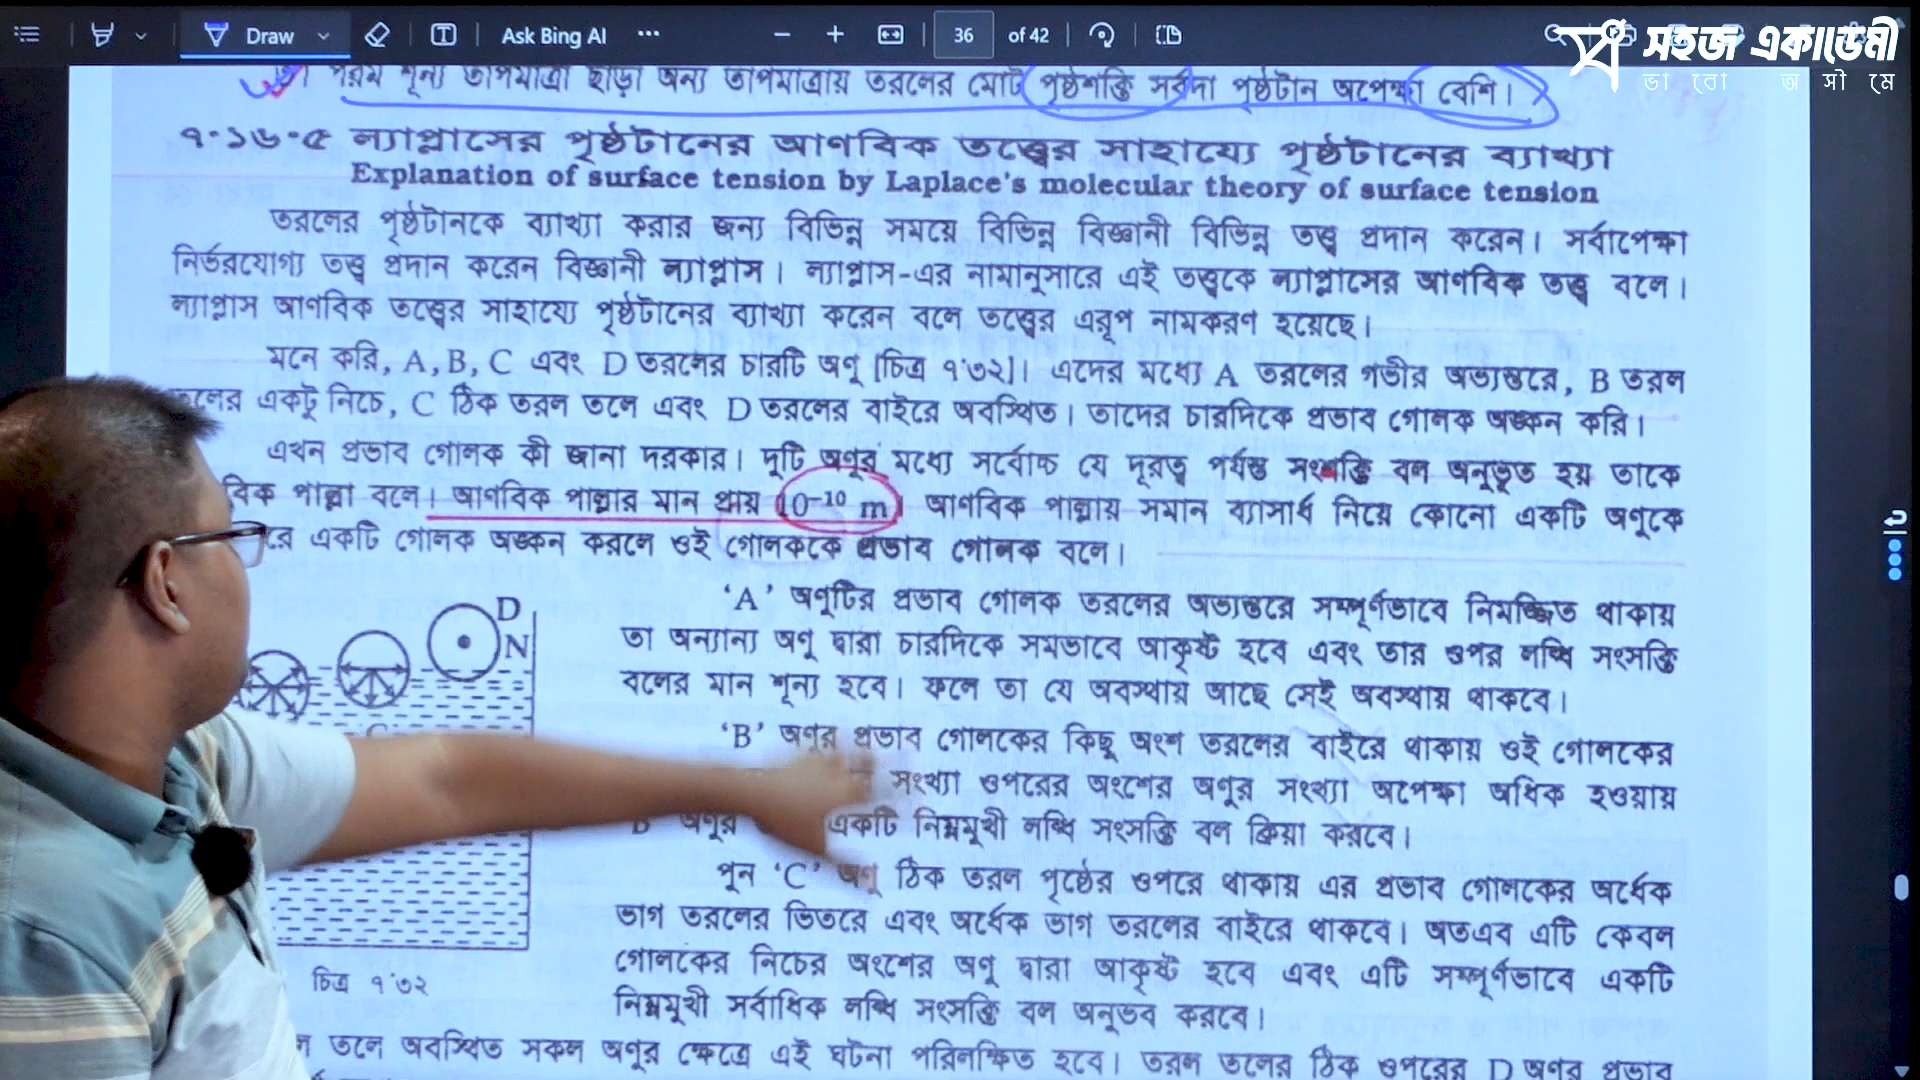 Draw
Ask Bing AI
36 of 42
সহজ একাডেমী
ভাবো অসীমে
পরম শূন্য তাপমাত্রা ছাড়া অন্য তাপমাত্রায় তরলের মোট পৃষ্ঠশক্তি সর্বদা পৃষ্ঠটান অপেক্ষা বেশি।
৭·১৬·৫ ল্যাপ্লাসের পৃষ্ঠটানের আণবিক তত্ত্বের সাহায্যে পৃষ্ঠটানের ব্যাখ্যা
Explanation of surface tension by Laplace's molecular theory of surface tension
তরলের পৃষ্ঠটানকে ব্যাখ্যা করার জন্য বিভিন্ন সময়ে বিভিন্ন বিজ্ঞানী বিভিন্ন তত্ত্ব প্রদান করেন। সর্বাপেক্ষা
নির্ভরযোগ্য তত্ত্ব প্রদান করেন বিজ্ঞানী ল্যাপ্লাস। ল্যাপ্লাস-এর নামানুসারে এই তত্ত্বকে ল্যাপ্লাসের আণবিক তত্ত্ব বলে।
ল্যাপ্লাস আণবিক তত্ত্বের সাহায্যে পৃষ্ঠটানের ব্যাখ্যা করেন বলে তত্ত্বের এরূপ নামকরণ হয়েছে।
মনে করি, A, B, C এবং D তরলের চারটি অণু [চিত্র ৭·৩২]। এদের মধ্যে A তরলের গভীর অভ্যন্তরে, B তরল
তলের একটু নিচে, C ঠিক তরল তলে এবং D তরলের বাইরে অবস্থিত। তাদের চারদিকে প্রভাব গোলক অঙ্কন করি।
এখন প্রভাব গোলক কী জানা দরকার। দুটি অণুর মধ্যে সর্বোচ্চ যে দূরত্ব পর্যন্ত সংশক্তি বল অনুভূত হয় তাকে
বিক পাল্লা বলে। আণবিক পাল্লার মান প্রায় 10⁻¹⁰ m। আণবিক পাল্লায় সমান ব্যাসার্ধ নিয়ে কোনো একটি অণুকে
রে একটি গোলক অঙ্কন করলে ওই গোলককে প্রভাব গোলক বলে।
'A' অণুটির প্রভাব গোলক তরলের অভ্যন্তরে সম্পূর্ণভাবে নিমজ্জিত থাকায়
তা অন্যান্য অণু দ্বারা চারদিকে সমভাবে আকৃষ্ট হবে এবং তার ওপর লব্ধি সংসক্তি
বলের মান শূন্য হবে। ফলে তা যে অবস্থায় আছে সেই অবস্থায় থাকবে।
'B' অণুর প্রভাব গোলকের কিছু অংশ তরলের বাইরে থাকায় ওই গোলকের
সংখ্যা ওপরের অংশের অণুর সংখ্যা অপেক্ষা অধিক হওয়ায়
B অণুর একটি নিম্নমুখী লব্ধি সংসক্তি বল ক্রিয়া করবে।
পুন 'C' অণু ঠিক তরল পৃষ্ঠের ওপরে থাকায় এর প্রভাব গোলকের অর্ধেক
ভাগ তরলের ভিতরে এবং অর্ধেক ভাগ তরলের বাইরে থাকবে। অতএব এটি কেবল
গোলকের নিচের অংশের অণু দ্বারা আকৃষ্ট হবে এবং এটি সম্পূর্ণভাবে একটি
নিম্নমুখী সর্বাধিক লব্ধি সংসক্তি বল অনুভব করবে।
D
N
C
চিত্র ৭·৩২
ল তলে অবস্থিত সকল অণুর ক্ষেত্রে এই ঘটনা পরিলক্ষিত হবে। তরল তলের ঠিক ওপরের D অণুর প্রভাব